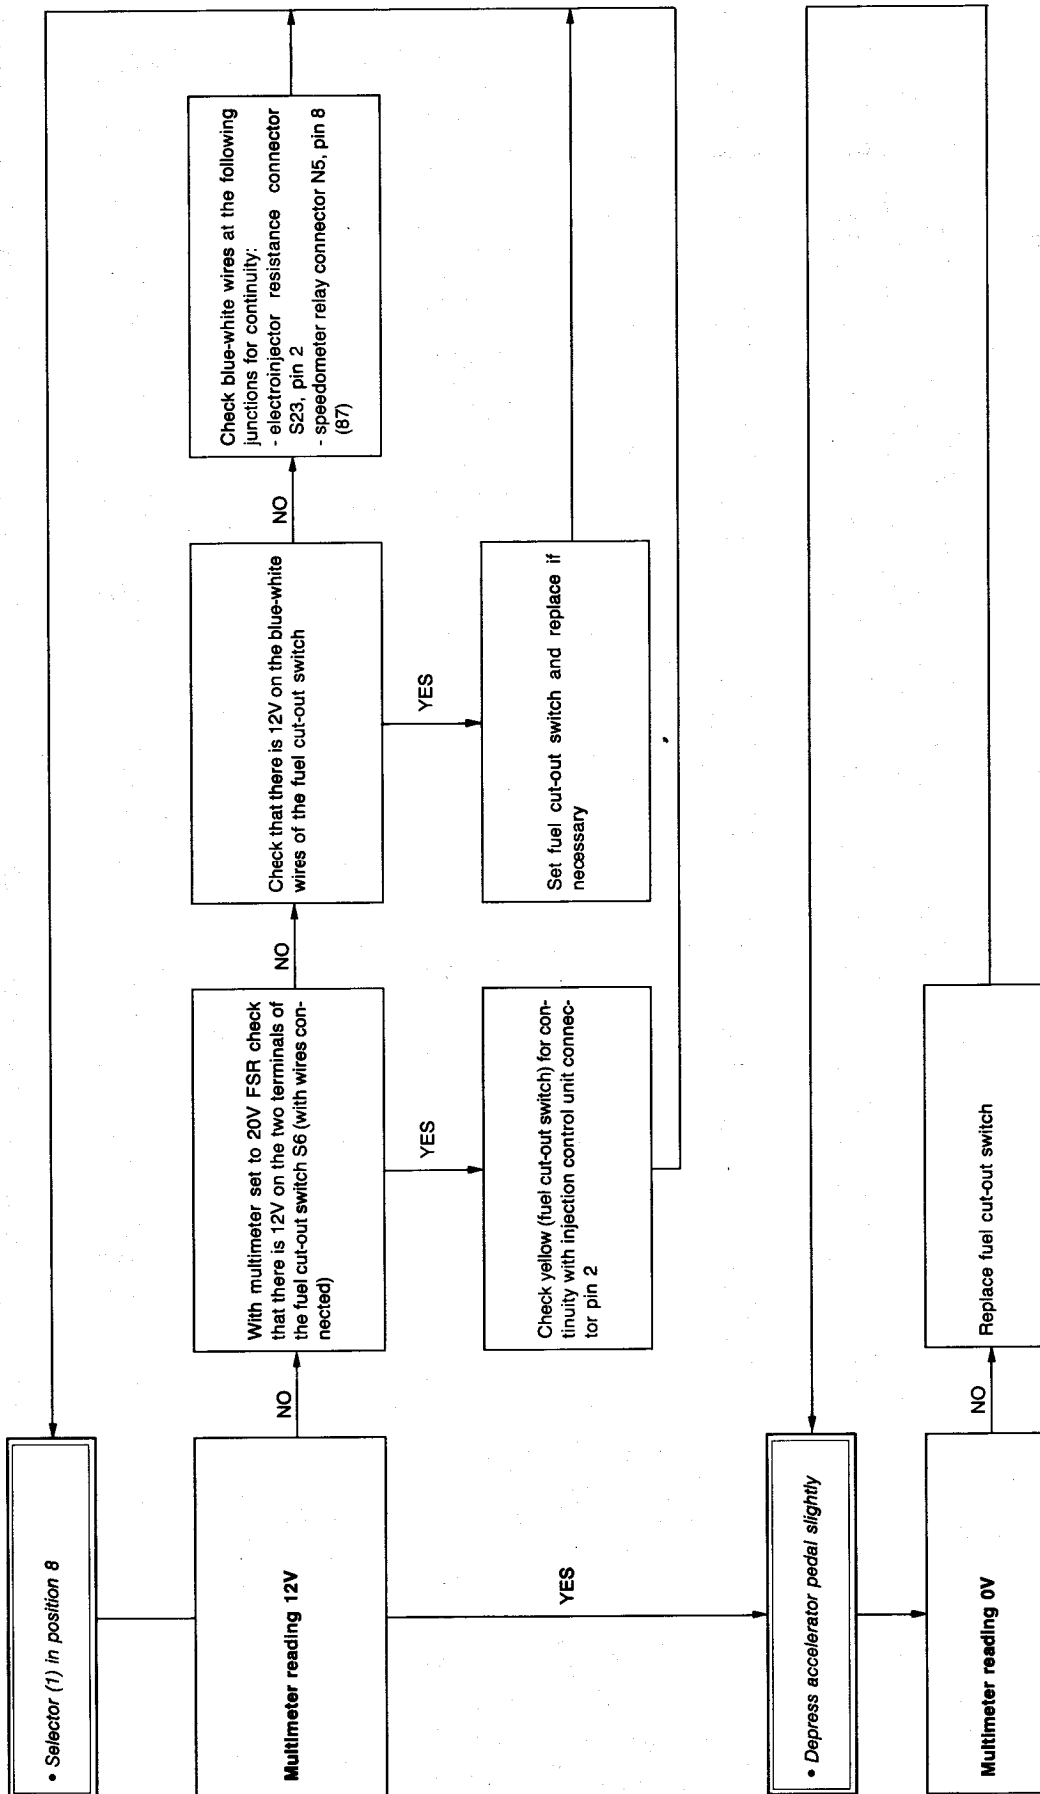 • Selector (1) in position 8
Multimeter reading 12V
NO
With multimeter set to 20V FSR check
that there is 12V on the two terminals of
the fuel cut-out switch S6 (with wires con-
nected)
NO
Check that there is 12V on the blue-white
wires of the fuel cut-out switch
NO
Check blue-white wires at the following
junctions for continuity:
- electroinjector resistance connector
S23, pin 2
- speedometer relay connector N5, pin 8
(87)
YES
YES
YES
Check yellow (fuel cut-out switch) for con-
tinuity with injection control unit connec-
tor pin 2
Set fuel cut-out switch and replace if
necessary
• Depress accelerator pedal slightly
Multimeter reading 0V
NO
Replace fuel cut-out switch